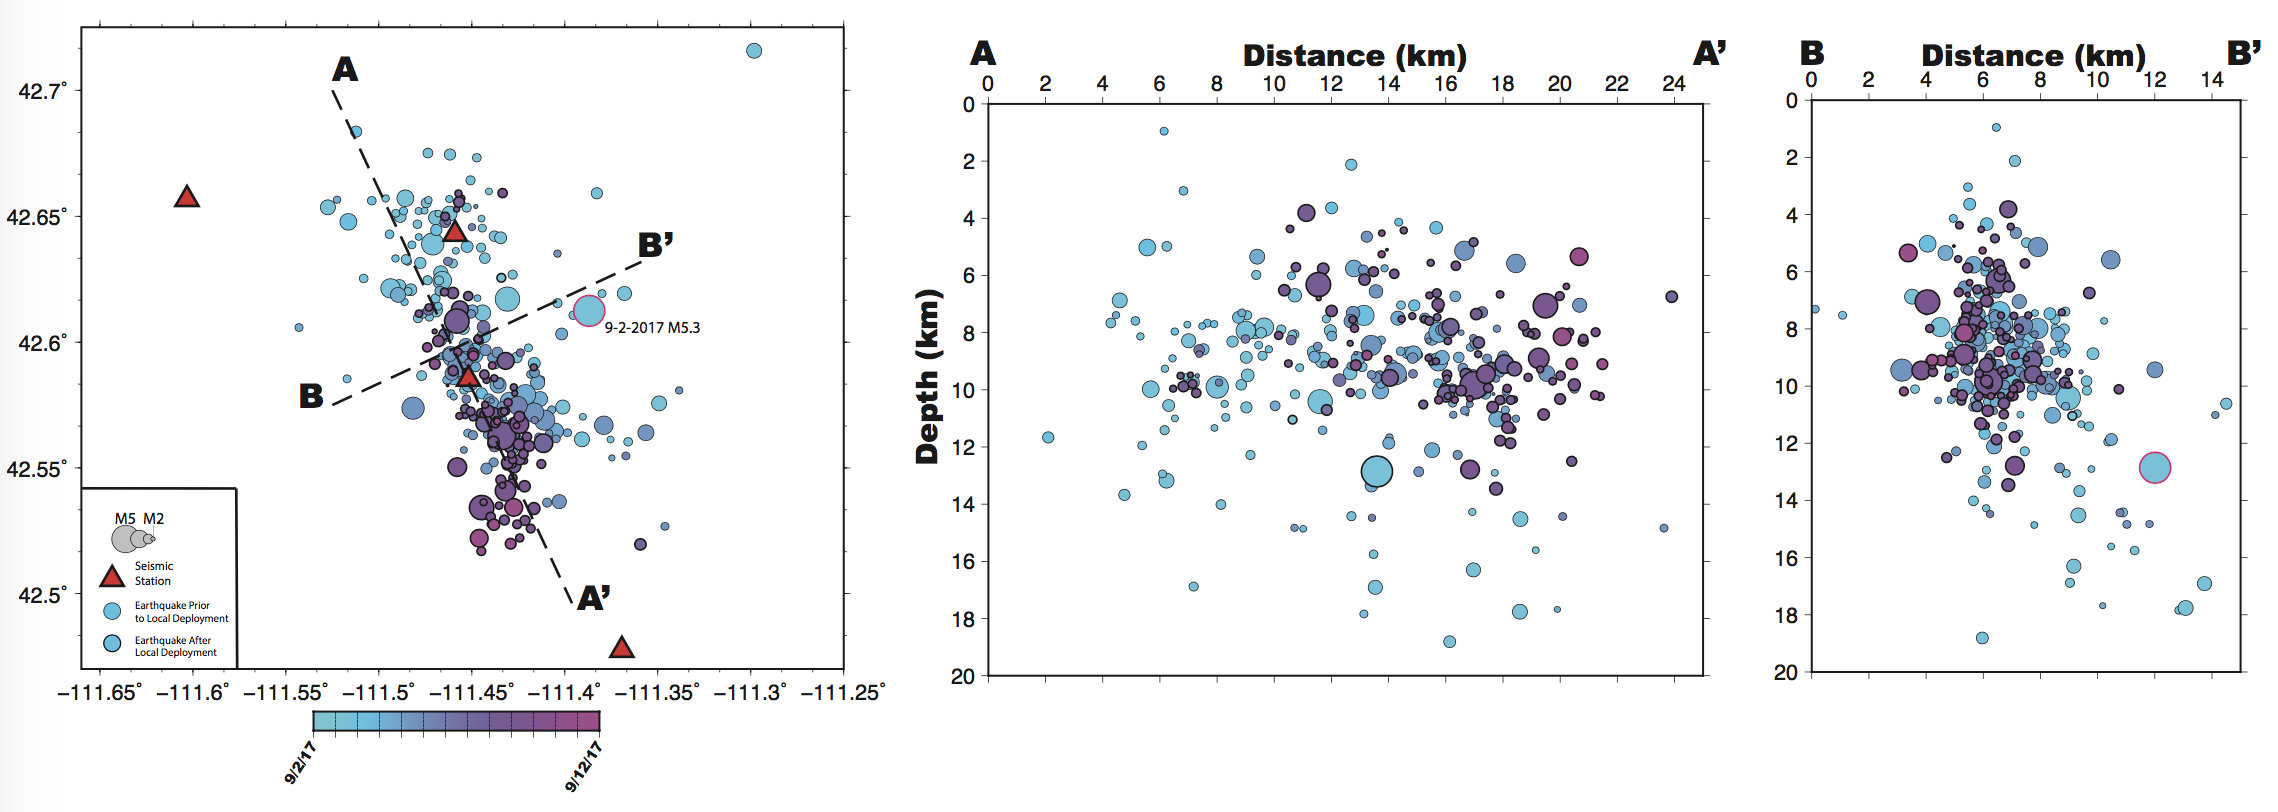 A
42.7°
42.65°
42.6°
42.55°
42.5°
B'
9-2-2017 M5.3
B
A'
M5 M2
Seismic
Station
Earthquake Prior
to Local Deployment
Earthquake After
Local Deployment
−111.65° −111.6° −111.55° −111.5° −111.45° −111.4° −111.35° −111.3° −111.25°
9/2/17
9/12/17
A Distance (km) A’
0 2 4 6 8 10 12 14 16 18 20 22 24
Depth (km)
0
2
4
6
8
10
12
14
16
18
20
B Distance (km) B’
0 2 4 6 8 10 12 14
0
2
4
6
8
10
12
14
16
18
20